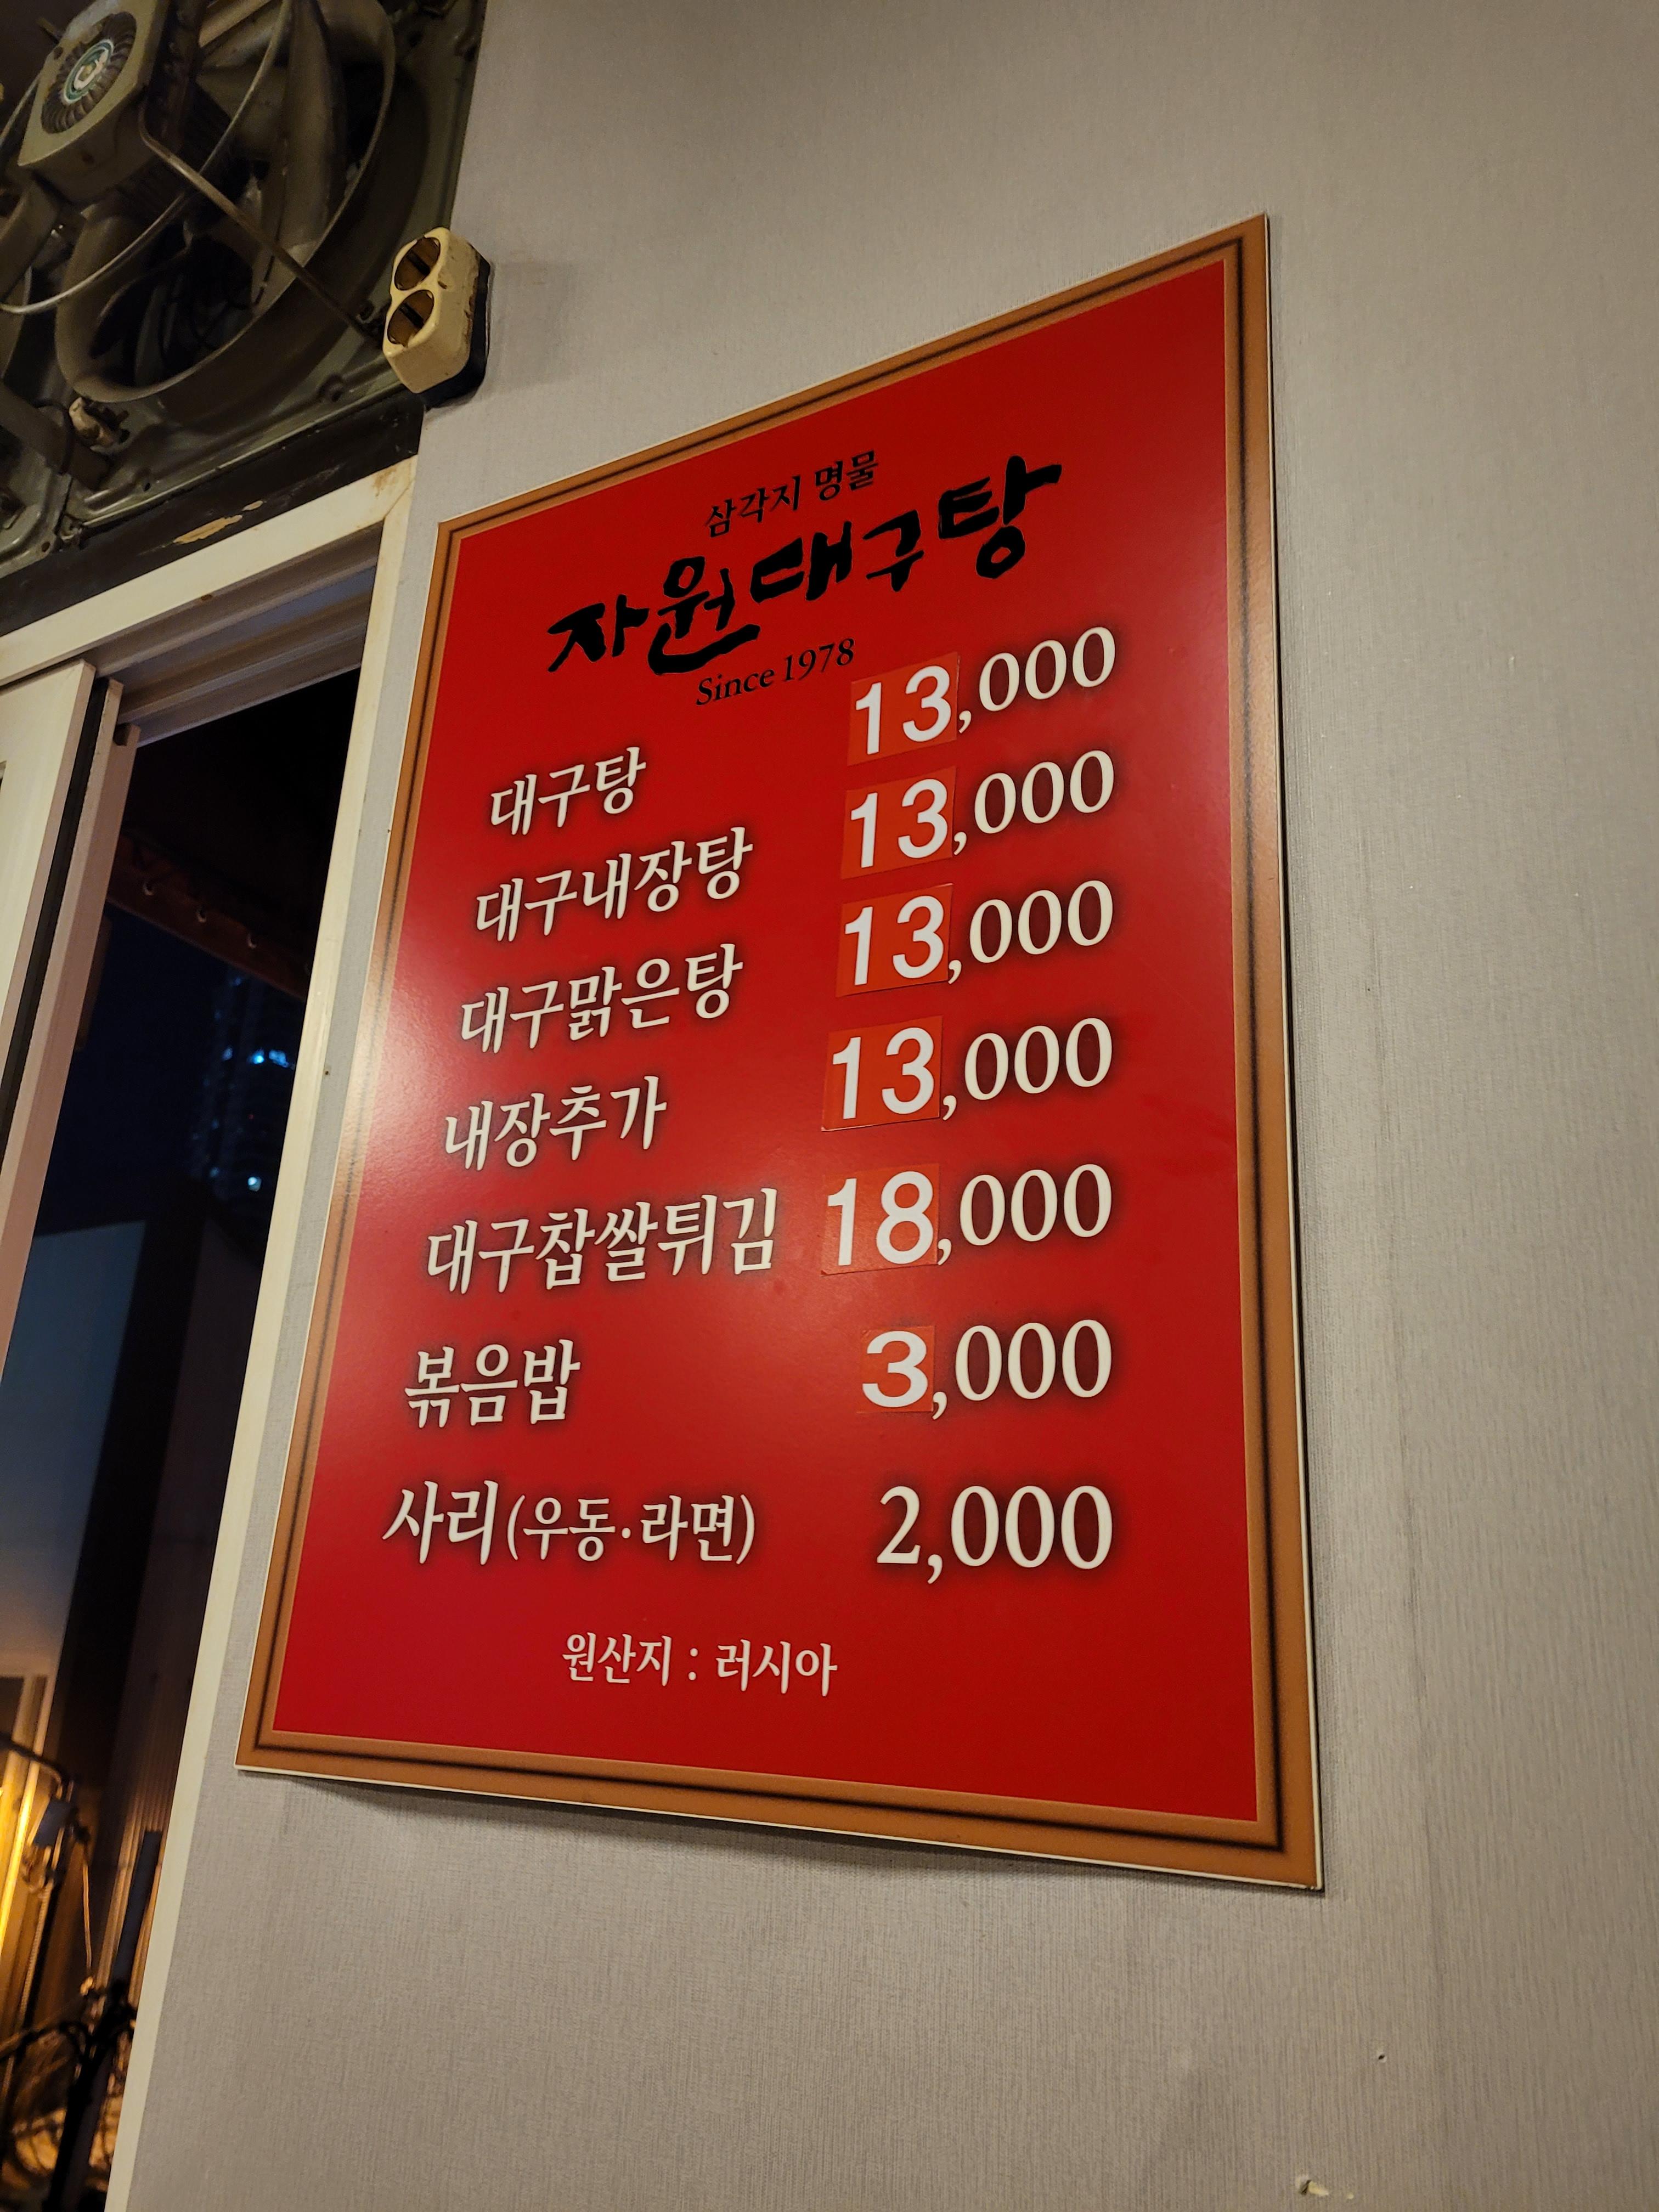 삼각지 명물
자원대구탕
Since 1978
대구탕 13,000
대구내장탕 13,000
대구맑은탕 13,000
내장추가 13,000
대구찹쌀튀김 18,000
볶음밥 3,000
사리(우동·라면) 2,000
원산지 : 러시아